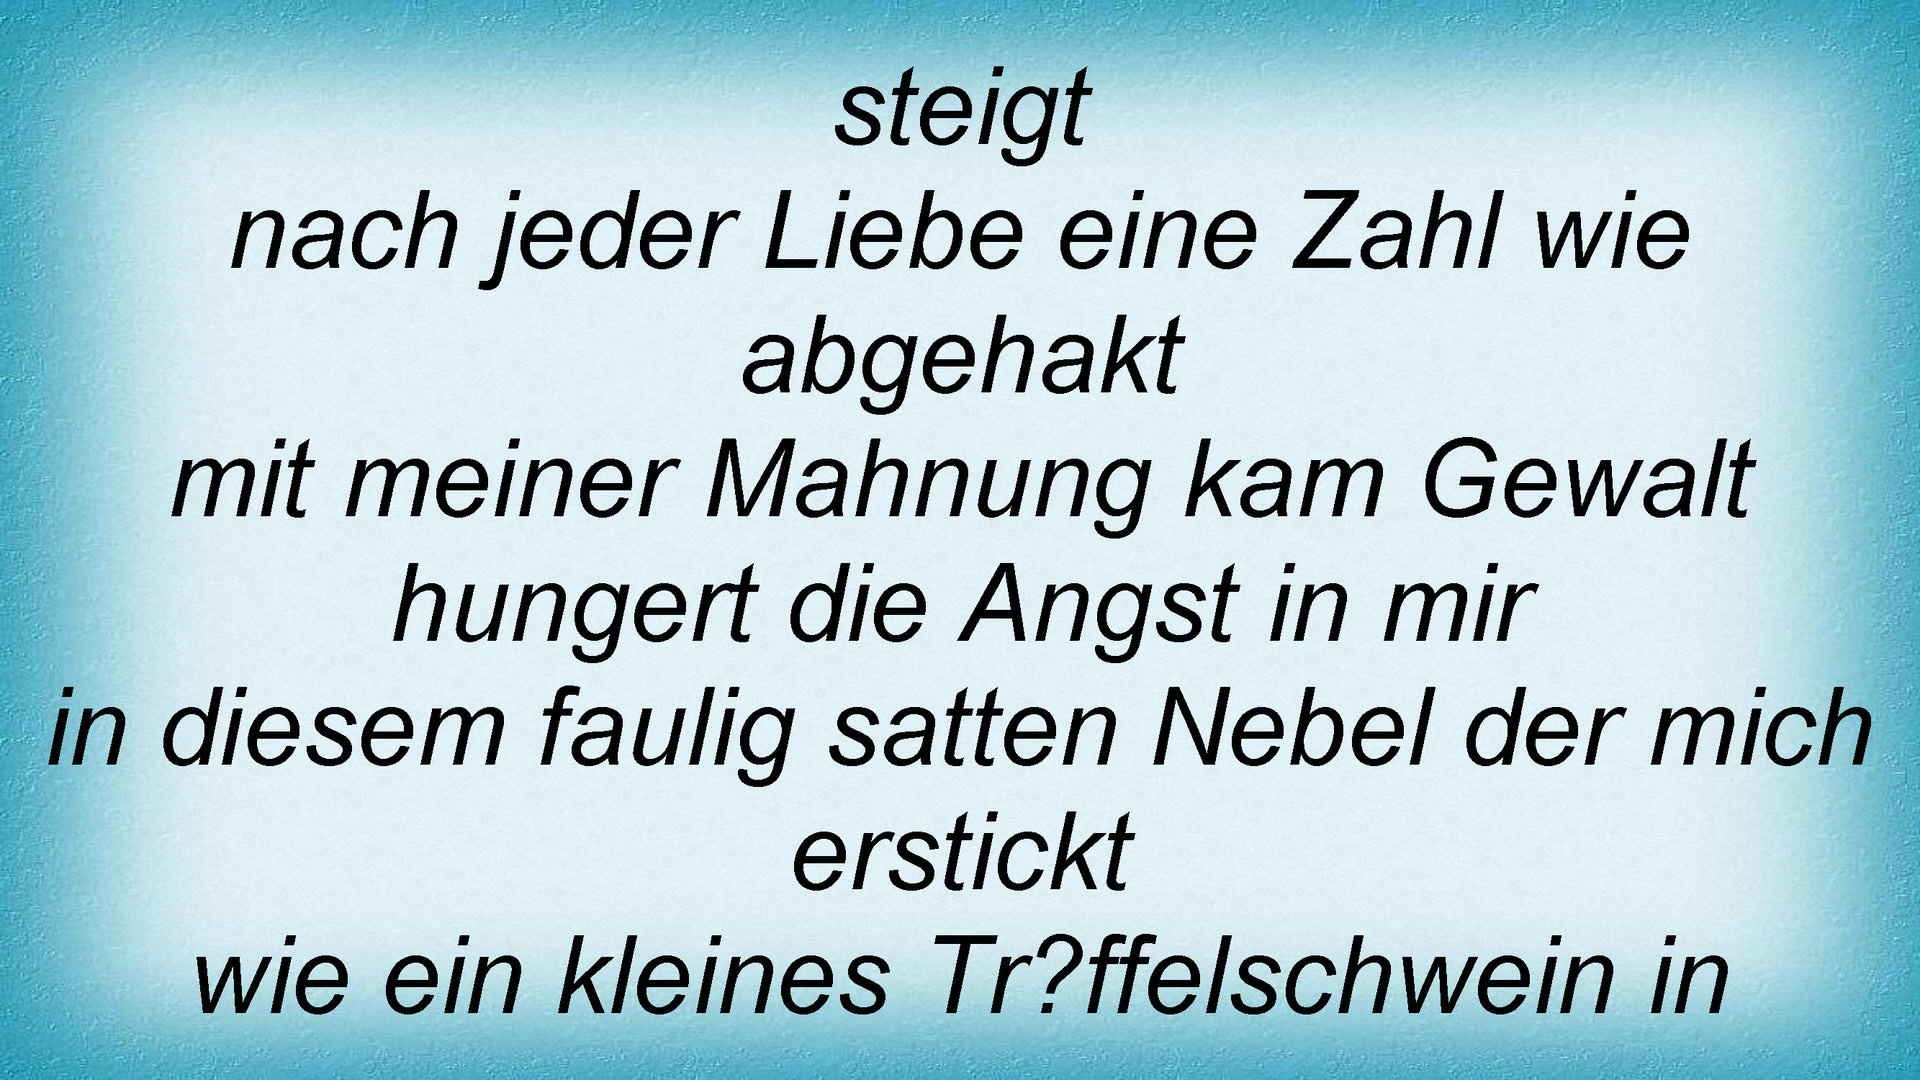 steigt
nach jeder Liebe eine Zahl wie
abgehakt
mit meiner Mahnung kam Gewalt
hungert die Angst in mir
in diesem faulig satten Nebel der mich
erstickt
wie ein kleines Tr?ffelschwein in